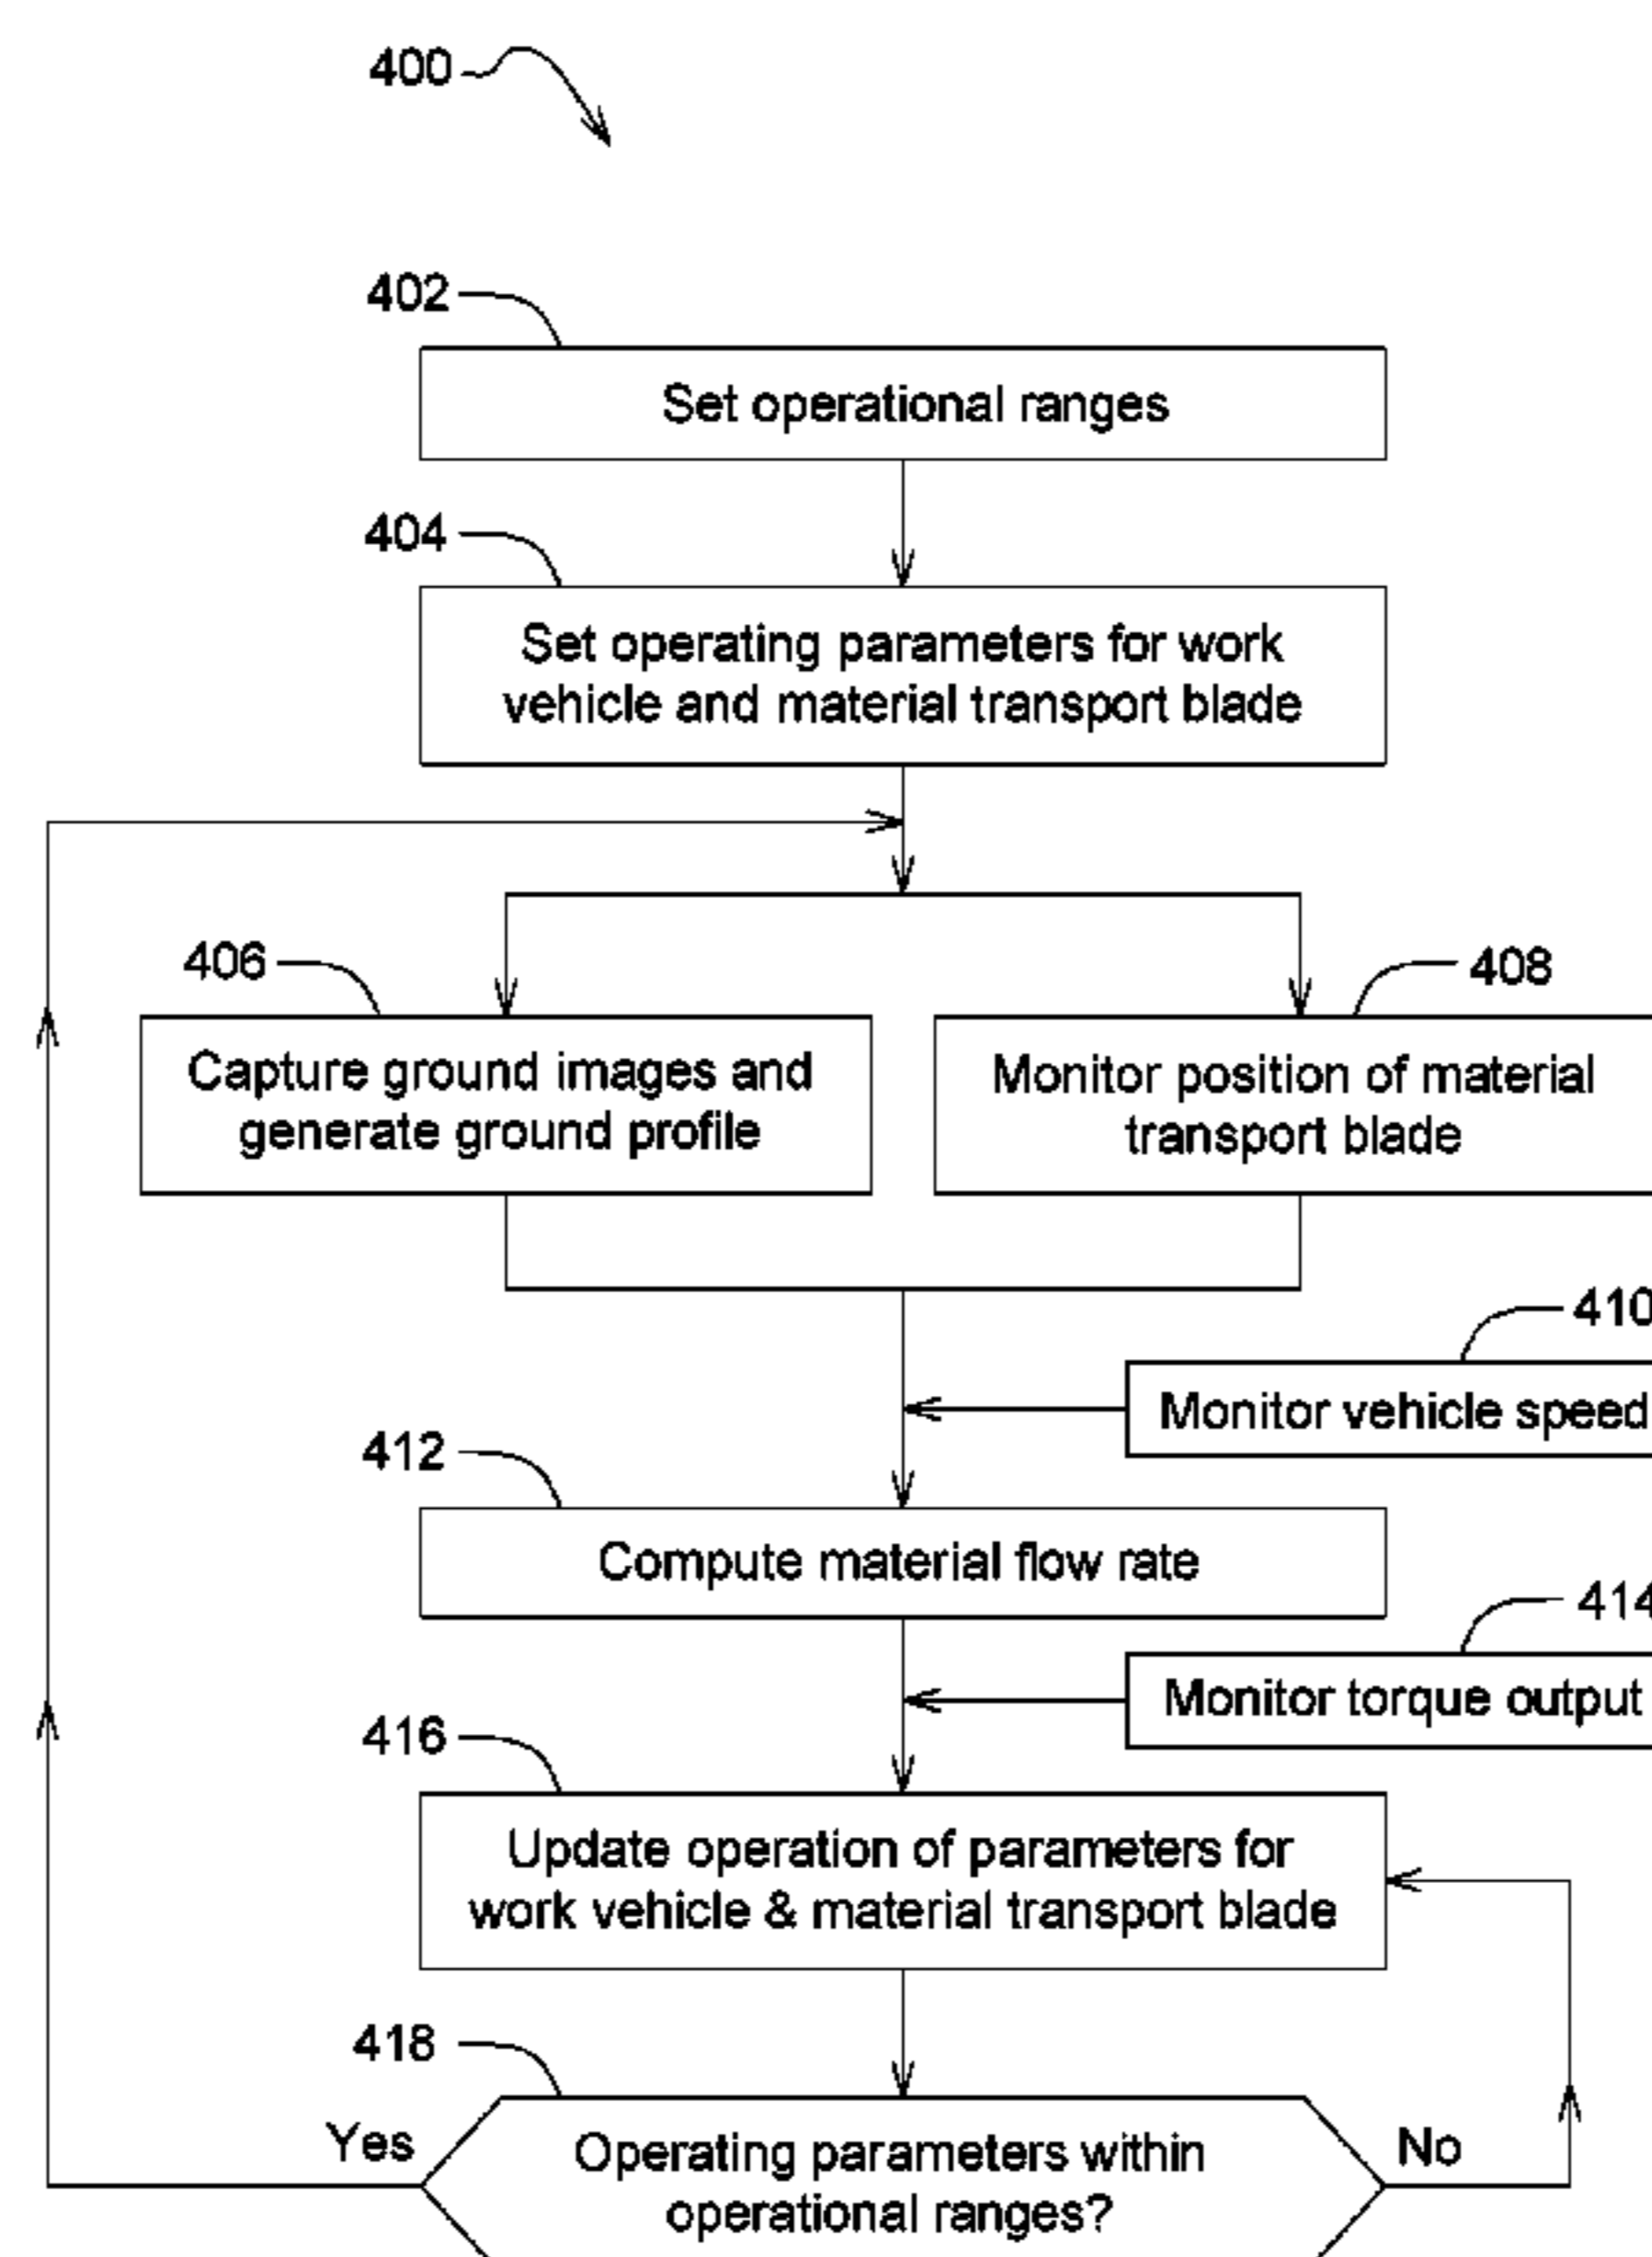 400
402
Set operational ranges
404
Set operating parameters for work
vehicle and material transport blade
406
408
Capture ground images and
generate ground profile
Monitor position of material
transport blade
410
Monitor vehicle speed
412
Compute material flow rate
414
Monitor torque output
416
Update operation of parameters for
work vehicle & material transport blade
418
Yes
No
Operating parameters within
operational ranges?